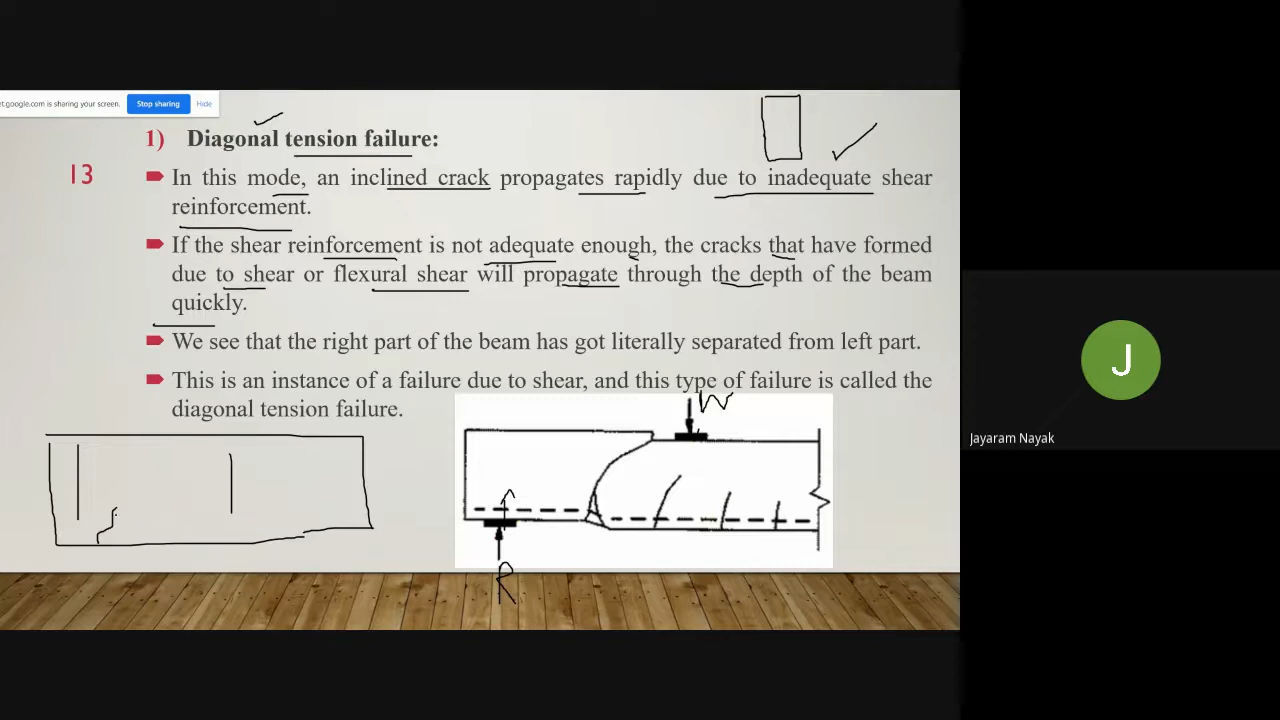 et.google.com is sharing your screen.
Stop sharing
Hide
1) Diagonal tension failure:
13
In this mode, an inclined crack propagates rapidly due to inadequate shear
reinforcement.
If the shear reinforcement is not adequate enough, the cracks that have formed
due to shear or flexural shear will propagate through the depth of the beam
quickly.
We see that the right part of the beam has got literally separated from left part.
This is an instance of a failure due to shear, and this type of failure is called the
diagonal tension failure.
W
R
J
Jayaram Nayak